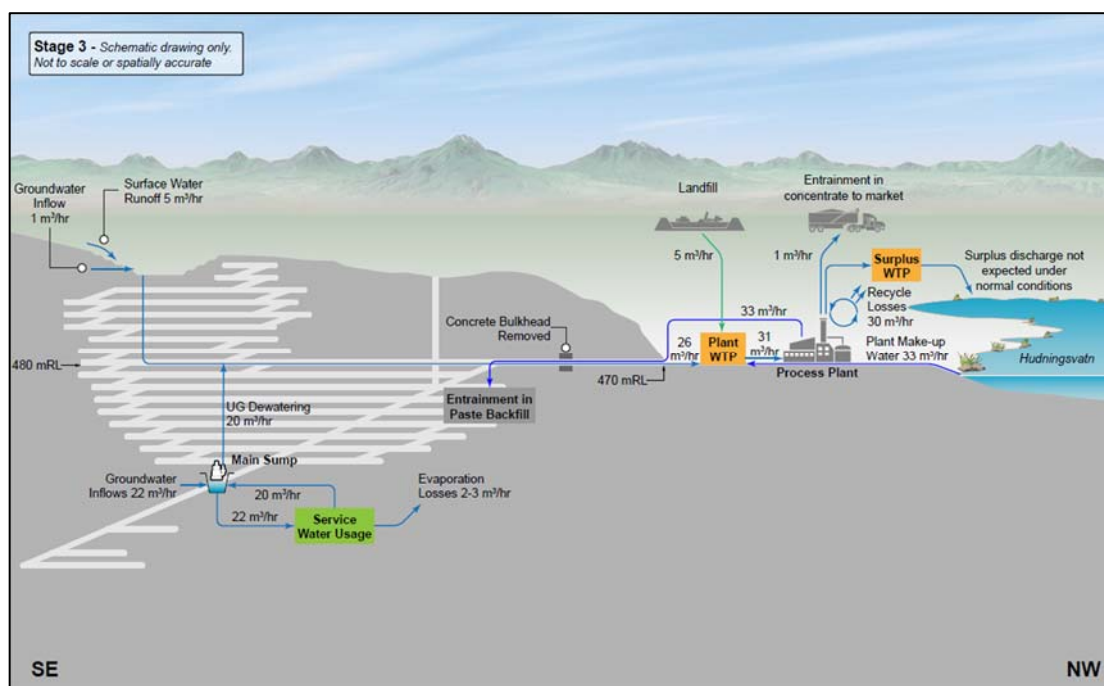 Stage 3 - Schematic drawing only.
Not to scale or spatially accurate
Groundwater
Inflow
1 m³/hr
Surface Water
Runoff 5 m³/hr
Landfill
5 m³/hr
Entrainment in
concentrate to market
1 m³/hr
Surplus
WTP
Surplus discharge not
expected under
normal conditions
Recycle
Losses
30 m³/hr
33 m³/hr
Concrete Bulkhead
Removed
26
m³/hr
Plant
WTP
31
m³/hr
Process Plant
Plant Make-up
Water 33 m³/hr
Hudningsvatn
480 mRL
470 mRL
Entrainment in
Paste Backfill
UG Dewatering
20 m³/hr
Main Sump
Groundwater
Inflows 22 m³/hr
20 m³/hr
22 m³/hr
Service
Water Usage
Evaporation
Losses 2-3 m³/hr
SE
NW